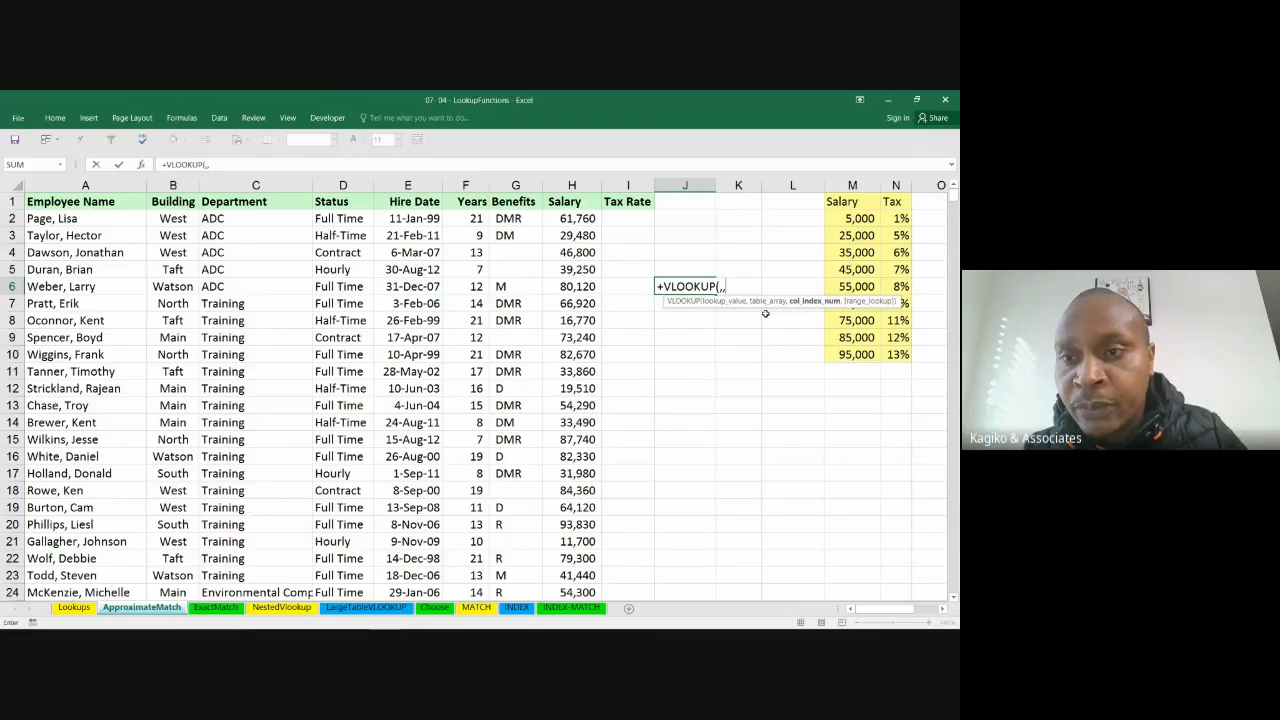 07- 04 - LookupFunctions - Excel
File Home Insert Page Layout Formulas Data Review View Developer Tell me what you want to do... Sign in Share
11
SUM +VLOOKUP(,,
A B C D E F G H I J K L M N O
1 Employee Name Building Department Status Hire Date Years Benefits Salary Tax Rate Salary Tax
2 Page, Lisa West ADC Full Time 11-Jan-99 21 DMR 61,760 5,000 1%
3 Taylor, Hector West ADC Half-Time 21-Feb-11 9 DM 29,480 25,000 5%
4 Dawson, Jonathan West ADC Contract 6-Mar-07 13 46,800 35,000 6%
5 Duran, Brian Taft ADC Hourly 30-Aug-12 7 39,250 45,000 7%
6 Weber, Larry Watson ADC Full Time 31-Dec-07 12 M 80,120 +VLOOKUP(,, 55,000 8%
VLOOKUP(lookup_value, table_array, col_index_num, [range_lookup])
7 Pratt, Erik North Training Full Time 3-Feb-06 14 DMR 66,920
8 Oconnor, Kent Taft Training Full Time 26-Feb-99 21 DMR 16,770 75,000 11%
9 Spencer, Boyd Main Training Contract 17-Apr-07 12 73,240 85,000 12%
10 Wiggins, Frank North Training Full Time 10-Apr-99 21 DMR 82,670 95,000 13%
11 Tanner, Timothy Taft Training Full Time 28-May-02 17 DMR 33,860
12 Strickland, Rajean Main Training Half-Time 10-Jun-03 16 D 19,510
13 Chase, Troy Main Training Full Time 4-Jun-04 15 DMR 54,290
14 Brewer, Kent Main Training Half-Time 24-Aug-11 8 DM 33,490
15 Wilkins, Jesse North Training Full Time 15-Aug-12 7 DMR 87,740
16 White, Daniel Watson Training Full Time 26-Aug-00 19 D 82,330
17 Holland, Donald South Training Hourly 1-Sep-11 8 DMR 31,980
18 Rowe, Ken West Training Contract 8-Sep-00 19 84,360
19 Burton, Cam West Training Full Time 13-Sep-08 11 D 64,120
20 Phillips, Liesl South Training Full Time 8-Nov-06 13 R 93,830
21 Gallagher, Johnson West Training Hourly 9-Nov-09 10 11,700
22 Wolf, Debbie Taft Training Full Time 14-Dec-98 21 R 79,300
23 Todd, Steven Watson Training Full Time 18-Dec-06 13 M 41,440
24 McKenzie, Michelle Main Environmental Comp Full Time 29-Jan-06 14 R 54,300
Lookups ApproximateMatch ExactMatch NestedVlookup LargeTableVLOOKUP Choose MATCH INDEX INDEX-MATCH
Enter 140%
Kagiko & Associates